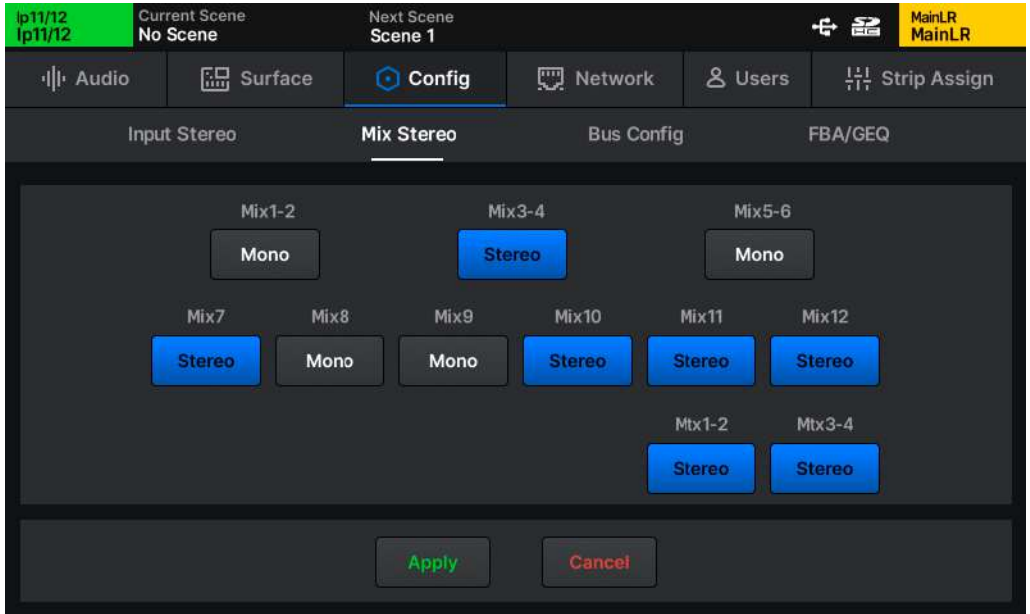 Ip11/12
Ip11/12
Current Scene
No Scene
Next Scene
Scene 1
MainLR
MainLR
Audio
Surface
Config
Network
Users
Strip Assign
Input Stereo
Mix Stereo
Bus Config
FBA/GEQ
Mix1-2
Mix3-4
Mix5-6
Mono
Stereo
Mono
Mix7
Mix8
Mix9
Mix10
Mix11
Mix12
Stereo
Mono
Mono
Stereo
Stereo
Stereo
Mtx1-2
Mtx3-4
Stereo
Stereo
Apply
Cancel